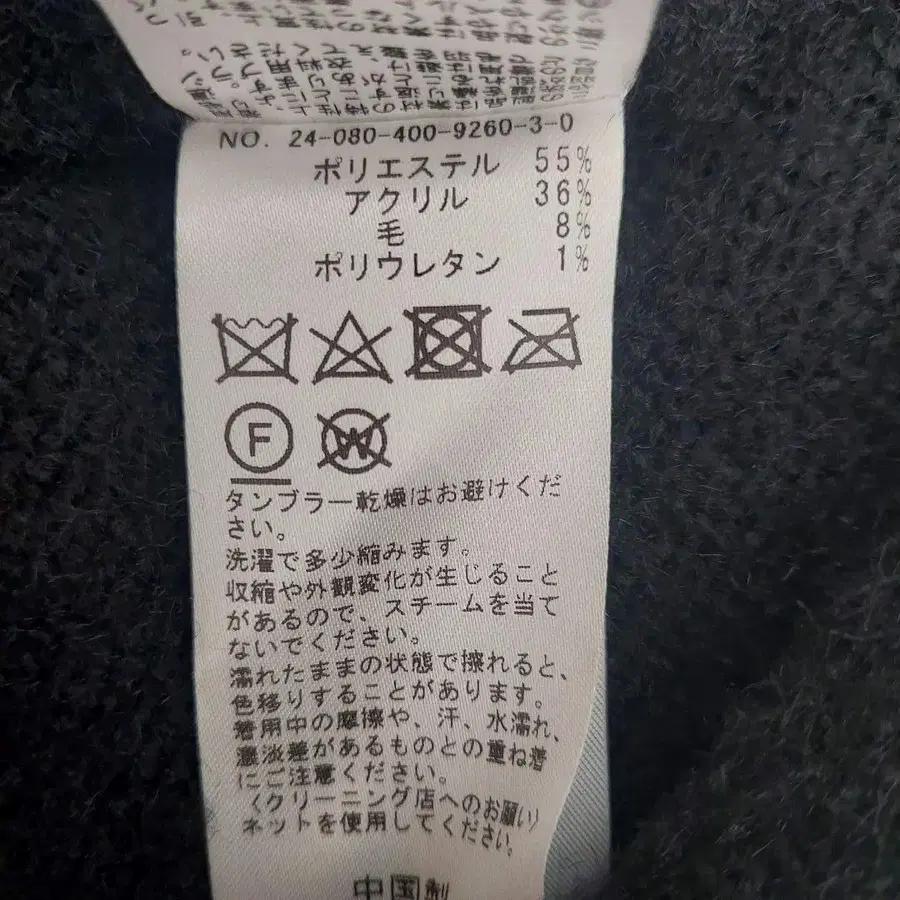 NO. 24-080-400-9260-3-0
ポリエステル 55%
アクリル 36%
毛 8%
ポリウレタン 1%
F
W
タンブラー乾燥はお避けくだ
さい。
洗濯で多少縮みます。
収縮や外観変化が生じること
があるので、スチームを当て
ないでください。
濡れたままの状態で擦れると、
色移りすることがあります。
着用中の摩擦や、汗、水濡れ、
濃淡差があるものとの重ね着
にご注意ください。
〈クリーニング店へのお願い〉
ネットを使用してください。
中国製